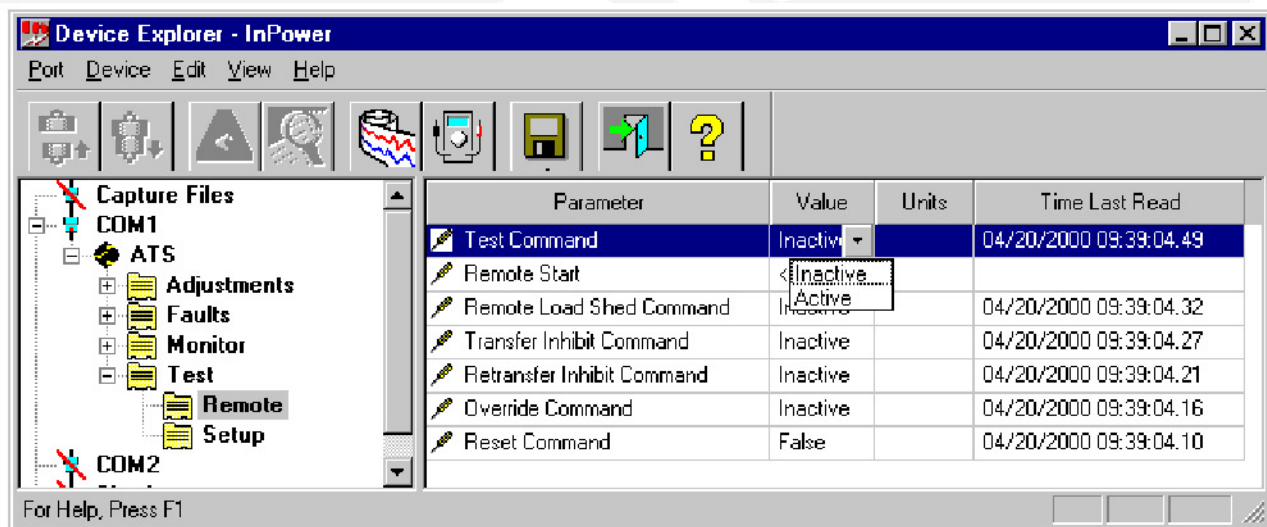 Device Explorer - InPower
Port Device Edit View Help
Capture Files
COM1
ATS
Adjustments
Faults
Monitor
Test
Remote
Setup
COM2
Parameter Value Units Time Last Read
Test Command Inactive 04/20/2000 09:39:04.49
Remote Start <
Inactive
Active
Remote Load Shed Command 04/20/2000 09:39:04.32
Transfer Inhibit Command Inactive 04/20/2000 09:39:04.27
Retransfer Inhibit Command Inactive 04/20/2000 09:39:04.21
Override Command Inactive 04/20/2000 09:39:04.16
Reset Command False 04/20/2000 09:39:04.10
For Help, Press F1